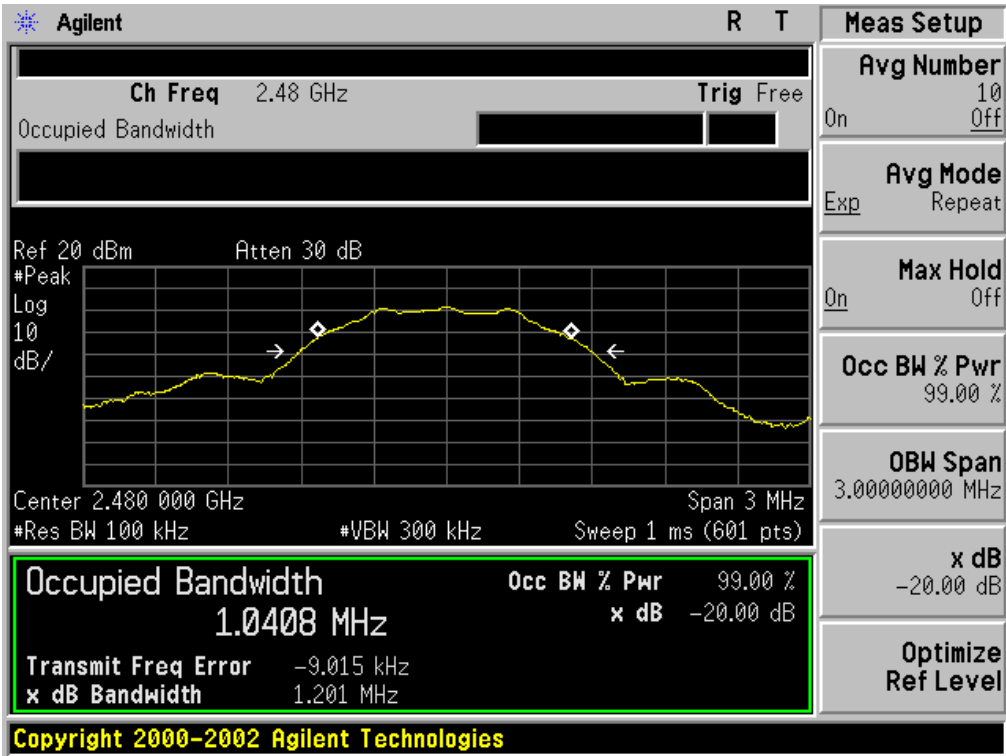 Agilent R T
Meas Setup
Ch Freq 2.48 GHz Trig Free
Occupied Bandwidth
Ref 20 dBm Atten 30 dB
#Peak
Log
10
dB/
Center 2.480 000 GHz Span 3 MHz
#Res BW 100 kHz #VBW 300 kHz Sweep 1 ms (601 pts)
Occupied Bandwidth
1.0408 MHz
Occ BW % Pwr 99.00 %
x dB -20.00 dB
Transmit Freq Error -9.015 kHz
x dB Bandwidth 1.201 MHz
Avg Number
10
On Off
Avg Mode
Exp Repeat
Max Hold
On Off
Occ BW % Pwr
99.00 %
OBW Span
3.00000000 MHz
x dB
-20.00 dB
Optimize
Ref Level
Copyright 2000-2002 Agilent Technologies